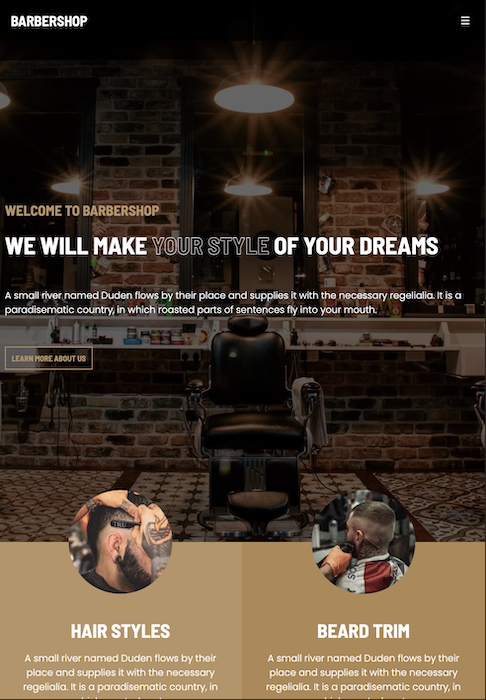 BARBERSHOP
WELCOME TO BARBERSHOP
WE WILL MAKE YOUR STYLE OF YOUR DREAMS
A small river named Duden flows by their place and supplies it with the necessary regelialia. It is a
paradisematic country, in which roasted parts of sentences fly into your mouth.
LEARN MORE ABOUT US
HAIR STYLES
A small river named Duden flows by their
place and supplies it with the necessary
regelialia. It is a paradisematic country, in
BEARD TRIM
A small river named Duden flows by their
place and supplies it with the necessary
regelialia. It is a paradisematic country, in